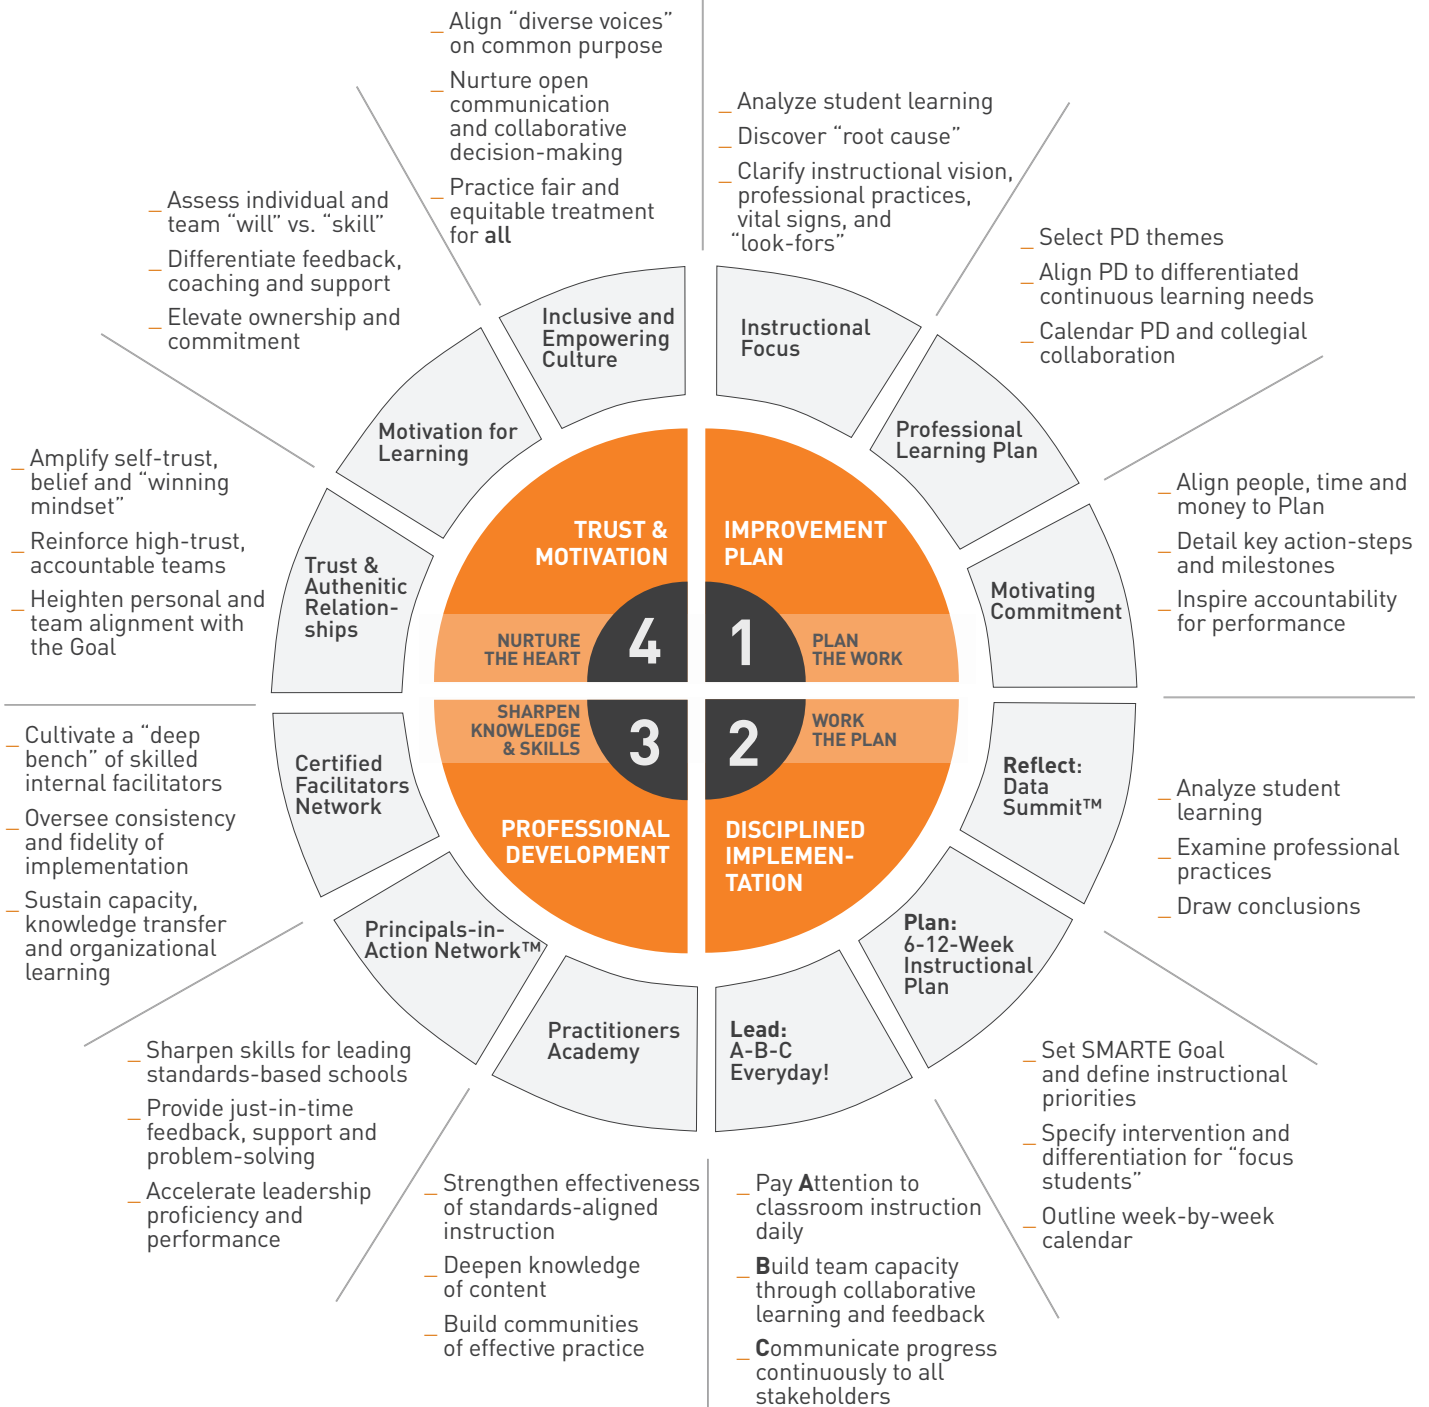 Align “diverse voices”
on common purpose
Nurture open
communication
and collaborative
decision-making
Practice fair and
equitable treatment
for all
Analyze student learning
Discover “root cause”
Clarify instructional vision,
professional practices,
vital signs, and
“look-fors”
Assess individual and
team “will” vs. “skill”
Differentiate feedback,
coaching and support
Elevate ownership and
commitment
Select PD themes
Align PD to differentiated
continuous learning needs
Calendar PD and collegial
collaboration
Inclusive and
Empowering
Culture
Instructional
Focus
Motivation for
Learning
Professional
Learning Plan
Amplify self-trust,
belief and “winning
mindset”
Reinforce high-trust,
accountable teams
Heighten personal and
team alignment with
the Goal
Trust &
Authenitic
Relation-
ships
TRUST &
MOTIVATION
NURTURE
THE HEART
4
IMPROVEMENT
PLAN
1
PLAN
THE WORK
Motivating
Commitment
Align people, time and
money to Plan
Detail key action-steps
and milestones
Inspire accountability
for performance
Cultivate a “deep
bench” of skilled
internal facilitators
Oversee consistency
and fidelity of
implementation
Sustain capacity,
knowledge transfer
and organizational
learning
Certified
Facilitators
Network
SHARPEN
KNOWLEDGE
& SKILLS
3
PROFESSIONAL
DEVELOPMENT
2
WORK
THE PLAN
DISCIPLINED
IMPLEMEN-
TATION
Reflect:
Data
Summit™
Analyze student
learning
Examine professional
practices
Draw conclusions
Principals-in-
Action Network™
Plan:
6-12-Week
Instructional
Plan
Practitioners
Academy
Lead:
A-B-C
Everyday!
Sharpen skills for leading
standards-based schools
Provide just-in-time
feedback, support and
problem-solving
Accelerate leadership
proficiency and
performance
Set SMARTE Goal
and define instructional
priorities
Specify intervention and
differentiation for “focus
students”
Outline week-by-week
calendar
Strengthen effectiveness
of standards-aligned
instruction
Deepen knowledge
of content
Build communities
of effective practice
Pay Attention to
classroom instruction
daily
Build team capacity
through collaborative
learning and feedback
Communicate progress
continuously to all
stakeholders